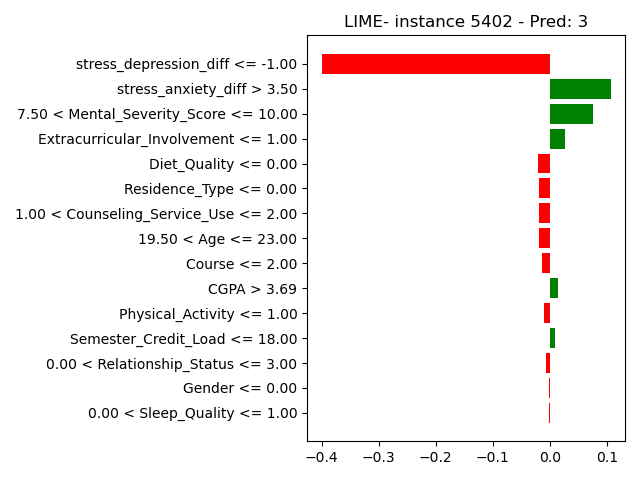 LIME- instance 5402 - Pred: 3
stress_depression_diff <= -1.00
stress_anxiety_diff > 3.50
7.50 < Mental_Severity_Score <= 10.00
Extracurricular_Involvement <= 1.00
Diet_Quality <= 0.00
Residence_Type <= 0.00
1.00 < Counseling_Service_Use <= 2.00
19.50 < Age <= 23.00
Course <= 2.00
CGPA > 3.69
Physical_Activity <= 1.00
Semester_Credit_Load <= 18.00
0.00 < Relationship_Status <= 3.00
Gender <= 0.00
0.00 < Sleep_Quality <= 1.00
−0.4 −0.3 −0.2 −0.1 0.0 0.1